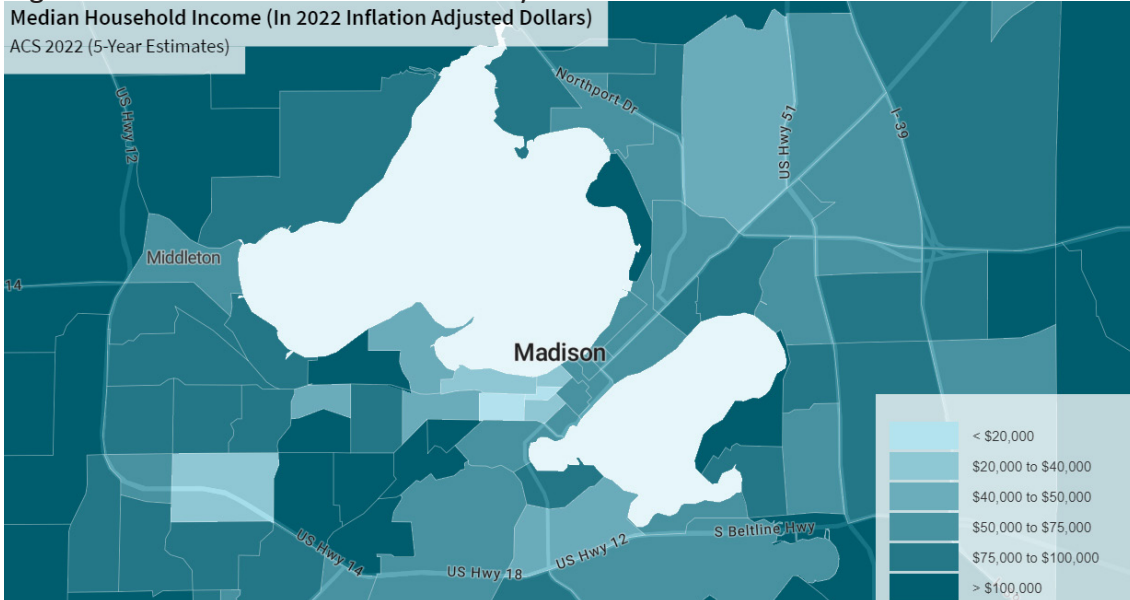 Median Household Income (In 2022 Inflation Adjusted Dollars)
ACS 2022 (5-Year Estimates)
Northport Dr
US Hwy 12
US Hwy 51
I- 39
Middleton
14
Madison
< $20,000
$20,000 to $40,000
$40,000 to $50,000
$50,000 to $75,000
$75,000 to $100,000
> $100,000
S Beltline Hwy
US Hwy 12
US Hwy 14
US Hwy 18